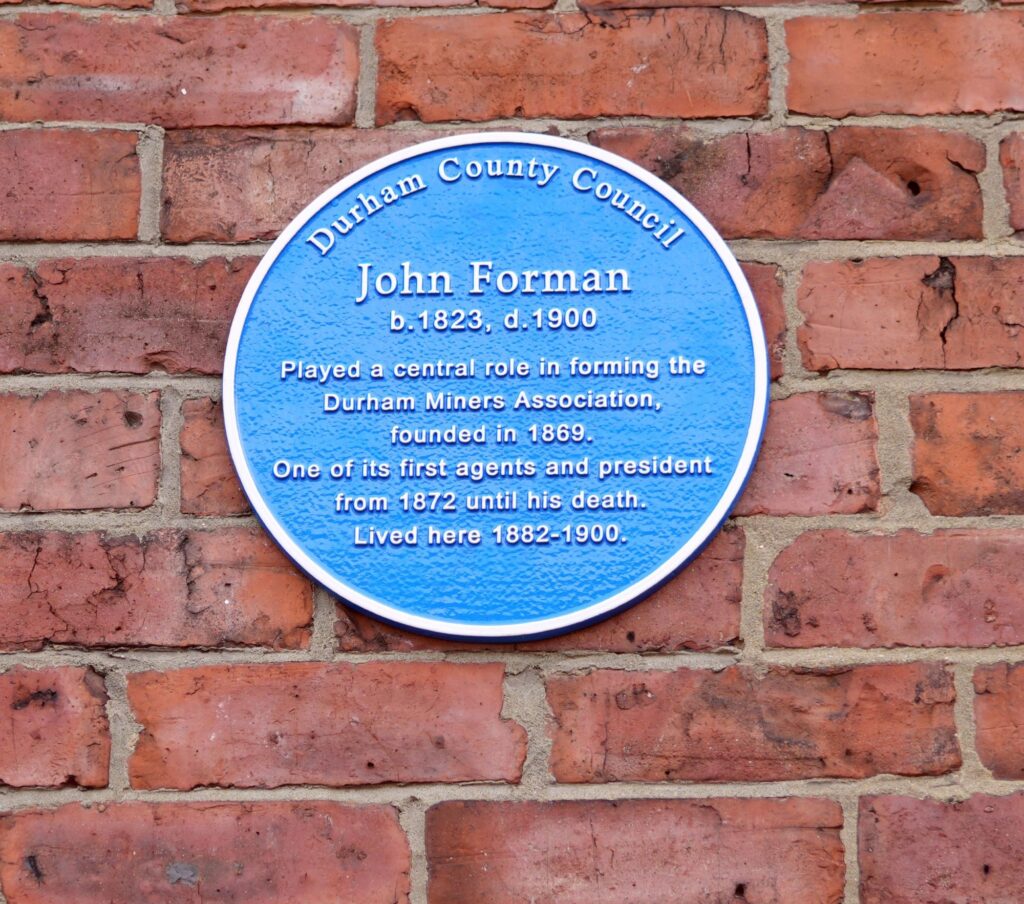 Durham County Council
John Forman
b.1823, d.1900
Played a central role in forming the
Durham Miners Association,
founded in 1869.
One of its first agents and president
from 1872 until his death.
Lived here 1882-1900.